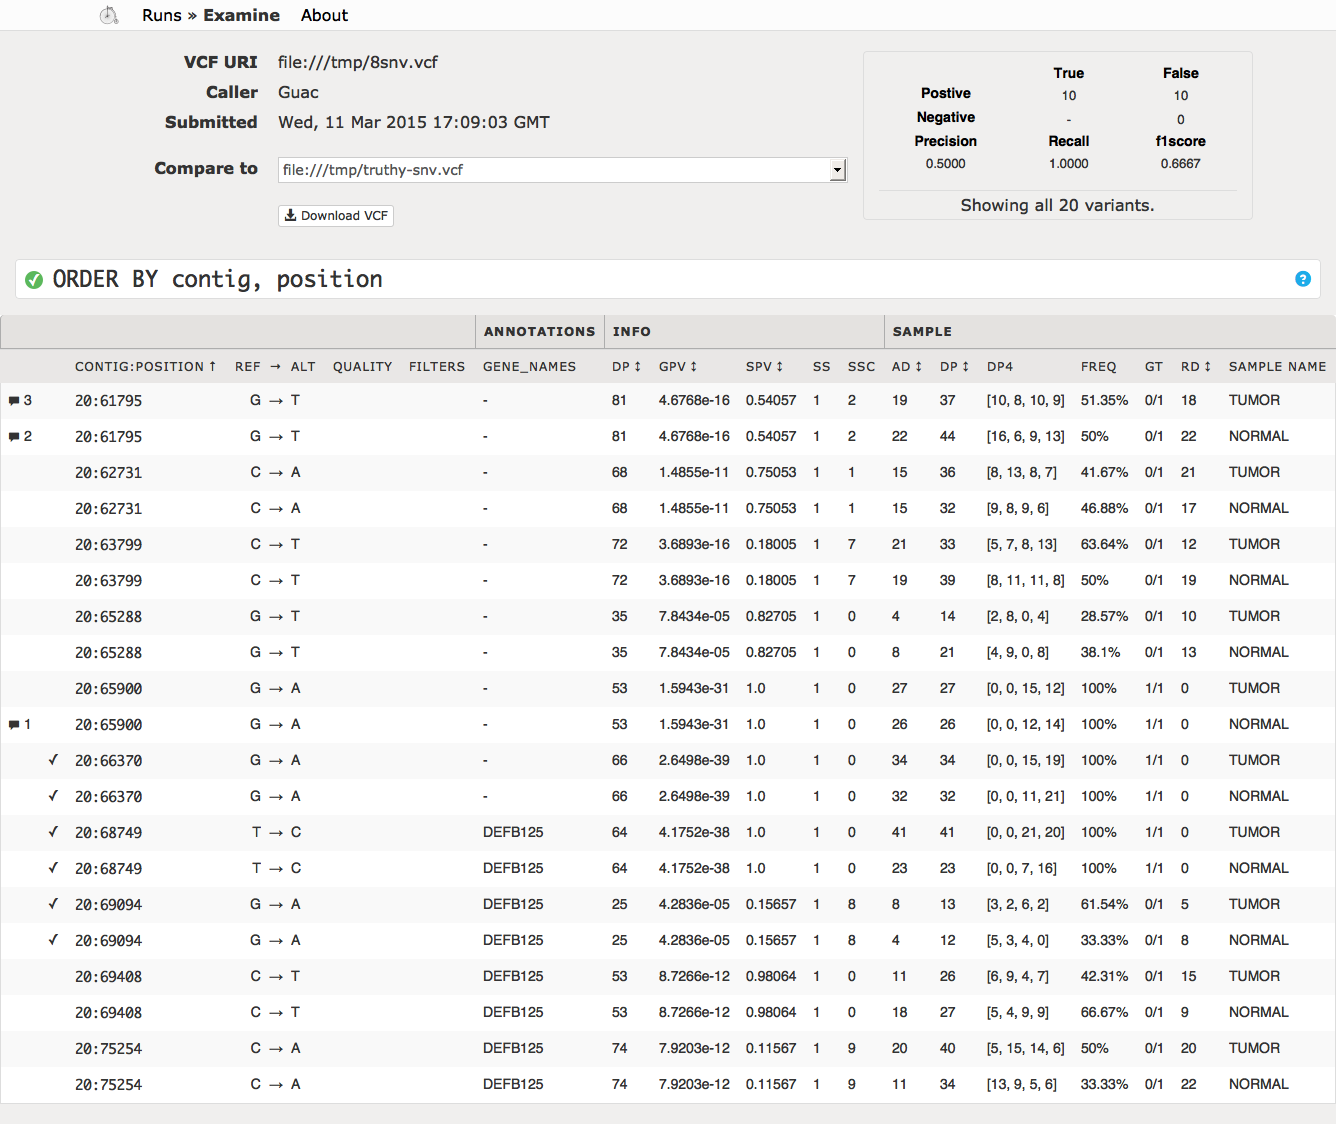 Runs » Examine About
VCF URI file:///tmp/8snv.vcf
Caller Guac
Submitted Wed, 11 Mar 2015 17:09:03 GMT
Compare to file:///tmp/truthy-snv.vcf
Download VCF
True False
Postive 10 10
Negative - 0
Precision Recall f1score
0.5000 1.0000 0.6667
Showing all 20 variants.
ORDER BY contig, position ?
ANNOTATIONS INFO SAMPLE
CONTIG:POSITION ↑ REF → ALT QUALITY FILTERS GENE_NAMES DP ↕ GPV ↕ SPV ↕ SS SSC AD ↕ DP ↕ DP4 FREQ GT RD ↕ SAMPLE NAME
3 20:61795 G → T - 81 4.6768e-16 0.54057 1 2 19 37 [10, 8, 10, 9] 51.35% 0/1 18 TUMOR
2 20:61795 G → T - 81 4.6768e-16 0.54057 1 2 22 44 [16, 6, 9, 13] 50% 0/1 22 NORMAL
20:62731 C → A - 68 1.4855e-11 0.75053 1 1 15 36 [8, 13, 8, 7] 41.67% 0/1 21 TUMOR
20:62731 C → A - 68 1.4855e-11 0.75053 1 1 15 32 [9, 8, 9, 6] 46.88% 0/1 17 NORMAL
20:63799 C → T - 72 3.6893e-16 0.18005 1 7 21 33 [5, 7, 8, 13] 63.64% 0/1 12 TUMOR
20:63799 C → T - 72 3.6893e-16 0.18005 1 7 19 39 [8, 11, 11, 8] 50% 0/1 19 NORMAL
20:65288 G → T - 35 7.8434e-05 0.82705 1 0 4 14 [2, 8, 0, 4] 28.57% 0/1 10 TUMOR
20:65288 G → T - 35 7.8434e-05 0.82705 1 0 8 21 [4, 9, 0, 8] 38.1% 0/1 13 NORMAL
20:65900 G → A - 53 1.5943e-31 1.0 1 0 27 27 [0, 0, 15, 12] 100% 1/1 0 TUMOR
1 20:65900 G → A - 53 1.5943e-31 1.0 1 0 26 26 [0, 0, 12, 14] 100% 1/1 0 NORMAL
✓ 20:66370 G → A - 66 2.6498e-39 1.0 1 0 34 34 [0, 0, 15, 19] 100% 1/1 0 TUMOR
✓ 20:66370 G → A - 66 2.6498e-39 1.0 1 0 32 32 [0, 0, 11, 21] 100% 1/1 0 NORMAL
✓ 20:68749 T → C DEFB125 64 4.1752e-38 1.0 1 0 41 41 [0, 0, 21, 20] 100% 1/1 0 TUMOR
✓ 20:68749 T → C DEFB125 64 4.1752e-38 1.0 1 0 23 23 [0, 0, 7, 16] 100% 1/1 0 NORMAL
✓ 20:69094 G → A DEFB125 25 4.2836e-05 0.15657 1 8 8 13 [3, 2, 6, 2] 61.54% 0/1 5 TUMOR
✓ 20:69094 G → A DEFB125 25 4.2836e-05 0.15657 1 8 4 12 [5, 3, 4, 0] 33.33% 0/1 8 NORMAL
20:69408 C → T DEFB125 53 8.7266e-12 0.98064 1 0 11 26 [6, 9, 4, 7] 42.31% 0/1 15 TUMOR
20:69408 C → T DEFB125 53 8.7266e-12 0.98064 1 0 18 27 [5, 4, 9, 9] 66.67% 0/1 9 NORMAL
20:75254 C → A DEFB125 74 7.9203e-12 0.11567 1 9 20 40 [5, 15, 14, 6] 50% 0/1 20 TUMOR
20:75254 C → A DEFB125 74 7.9203e-12 0.11567 1 9 11 34 [13, 9, 5, 6] 33.33% 0/1 22 NORMAL